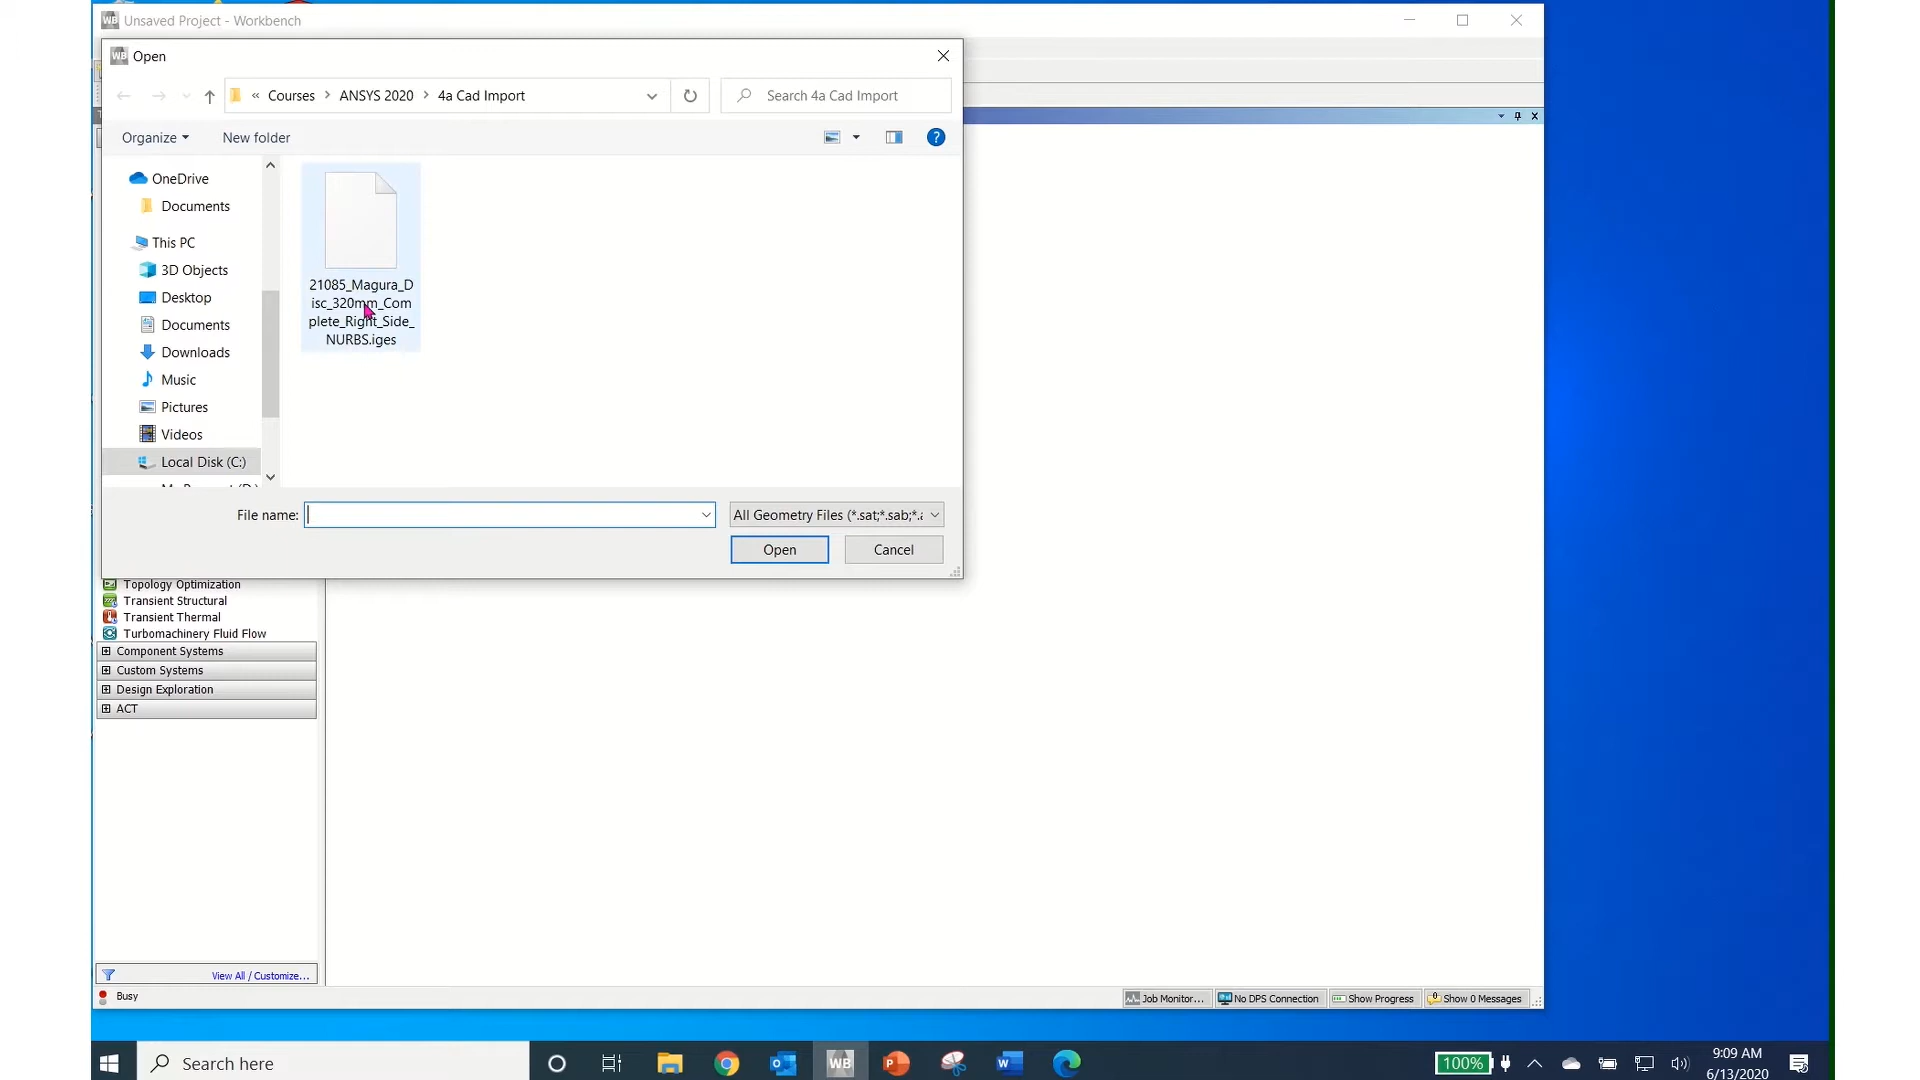 Unsaved Project - Workbench
Open
« Courses > ANSYS 2020 > 4a Cad Import
Search 4a Cad Import
Organize
New folder
OneDrive
Documents
This PC
3D Objects
Desktop
Documents
Downloads
Music
Pictures
Videos
Local Disk (C:)
21085_Magura_D
isc_320mm_Com
plete_Right_Side_
NURBS.iges
File name:
All Geometry Files (*.sat;*.sab;*.
Open
Cancel
Topology Optimization
Transient Structural
Transient Thermal
Turbomachinery Fluid Flow
Component Systems
Custom Systems
Design Exploration
ACT
View All / Customize...
Busy
Job Monitor...
No DPS Connection
Show Progress
Show 0 Messages
Search here
WB
100%
9:09 AM
6/13/2020